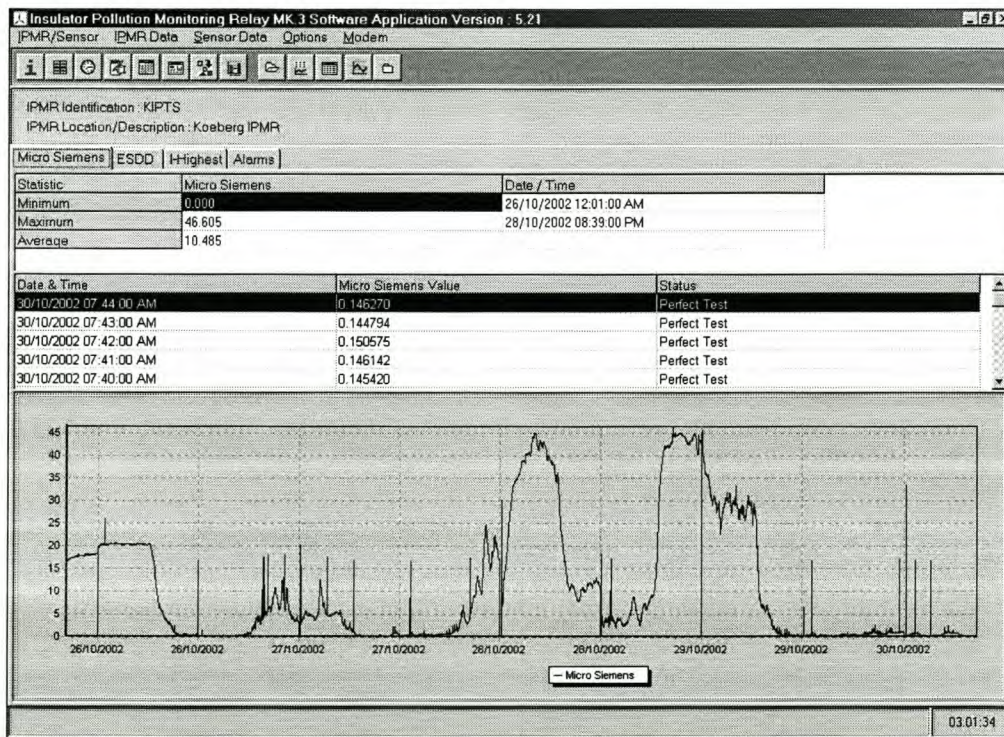 Insulator Pollution Monitoring Relay MK.3 Software Application Version : 5.21
IPMR/Sensor IPMR Data Sensor Data Options Modem
IPMR Identification : KIPTS
IPMR Location/Description : Koeberg IPMR
Micro Siemens ESDD I-Highest Alarms
Statistic Micro Siemens Date / Time
Minimum 0.000 26/10/2002 12:01:00 AM
Maximum 46.605 28/10/2002 08:39:00 PM
Average 10.485
Date & Time Micro Siemens Value Status
30/10/2002 07:44:00 AM 0.146270 Perfect Test
30/10/2002 07:43:00 AM 0.144794 Perfect Test
30/10/2002 07:42:00 AM 0.150575 Perfect Test
30/10/2002 07:41:00 AM 0.146142 Perfect Test
30/10/2002 07:40:00 AM 0.145420 Perfect Test
45
40
35
30
25
20
15
10
5
0
26/10/2002 26/10/2002 27/10/2002 27/10/2002 28/10/2002 28/10/2002 29/10/2002 29/10/2002 30/10/2002
Micro Siemens
03:01:34